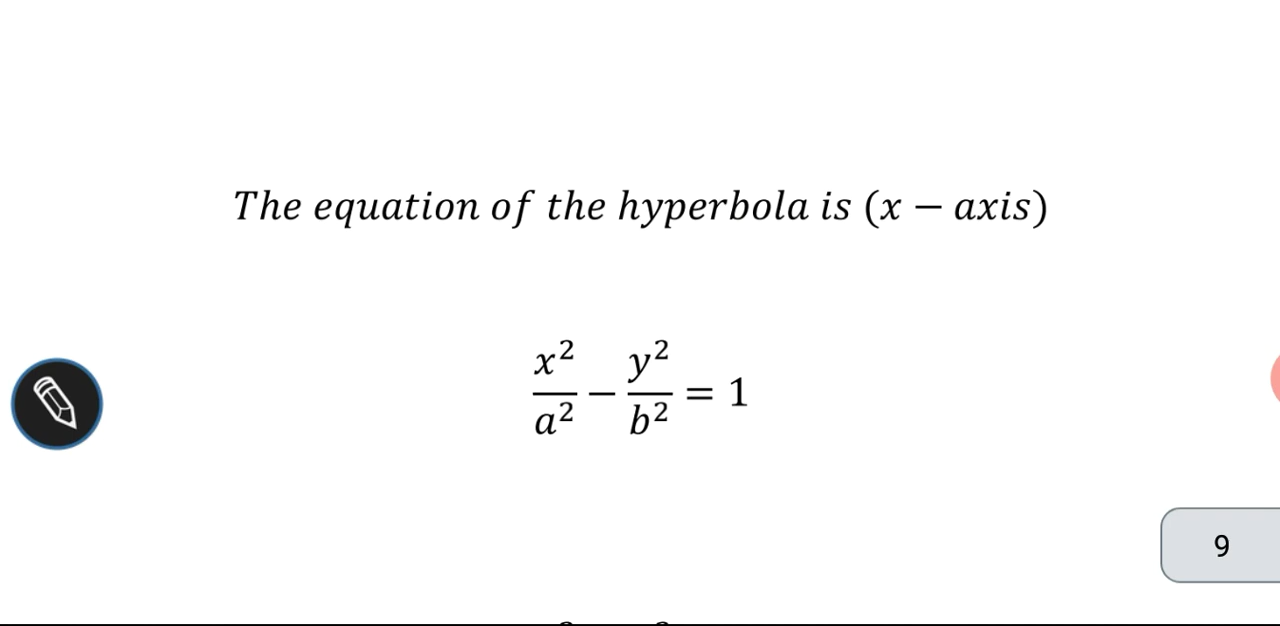 The equation of the hyperbola is (x − axis)
x²/a² − y²/b² = 1
9